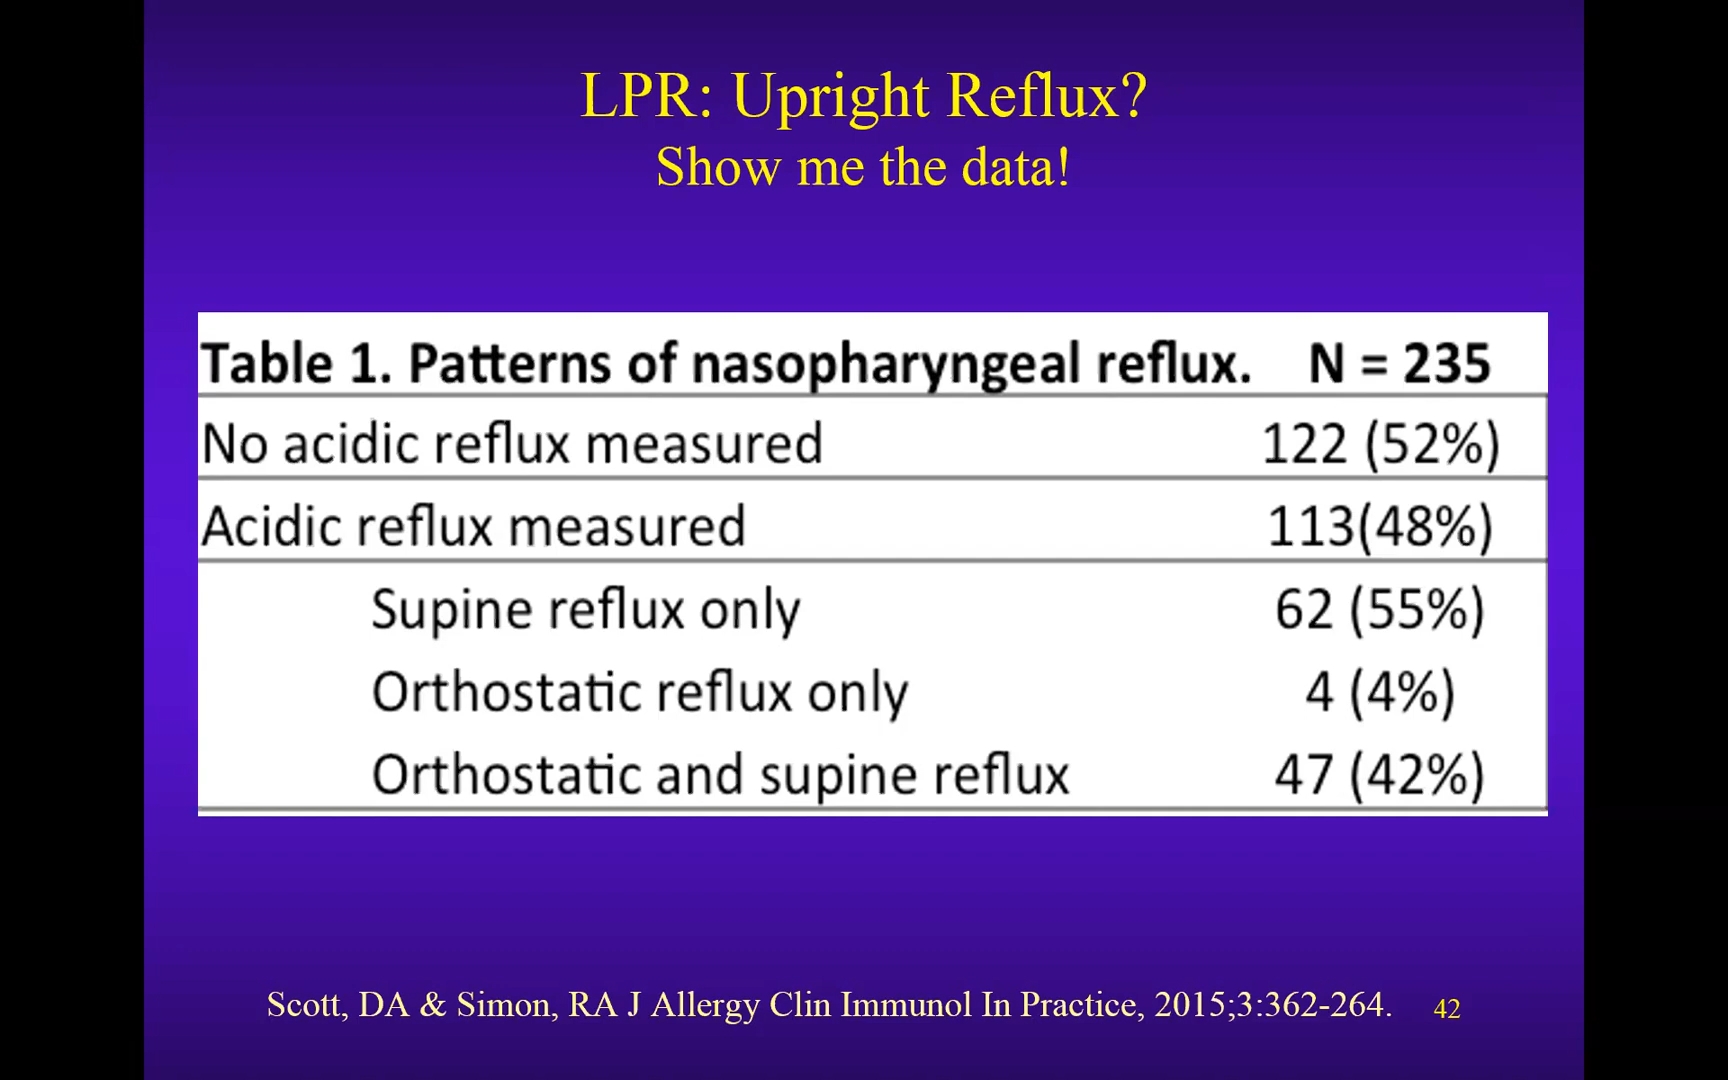 LPR: Upright Reflux?
Show me the data!
Table 1. Patterns of nasopharyngeal reflux. N = 235
No acidic reflux measured 122 (52%)
Acidic reflux measured 113(48%)
Supine reflux only 62 (55%)
Orthostatic reflux only 4 (4%)
Orthostatic and supine reflux 47 (42%)
Scott, DA & Simon, RA J Allergy Clin Immunol In Practice, 2015;3:362-264. 42